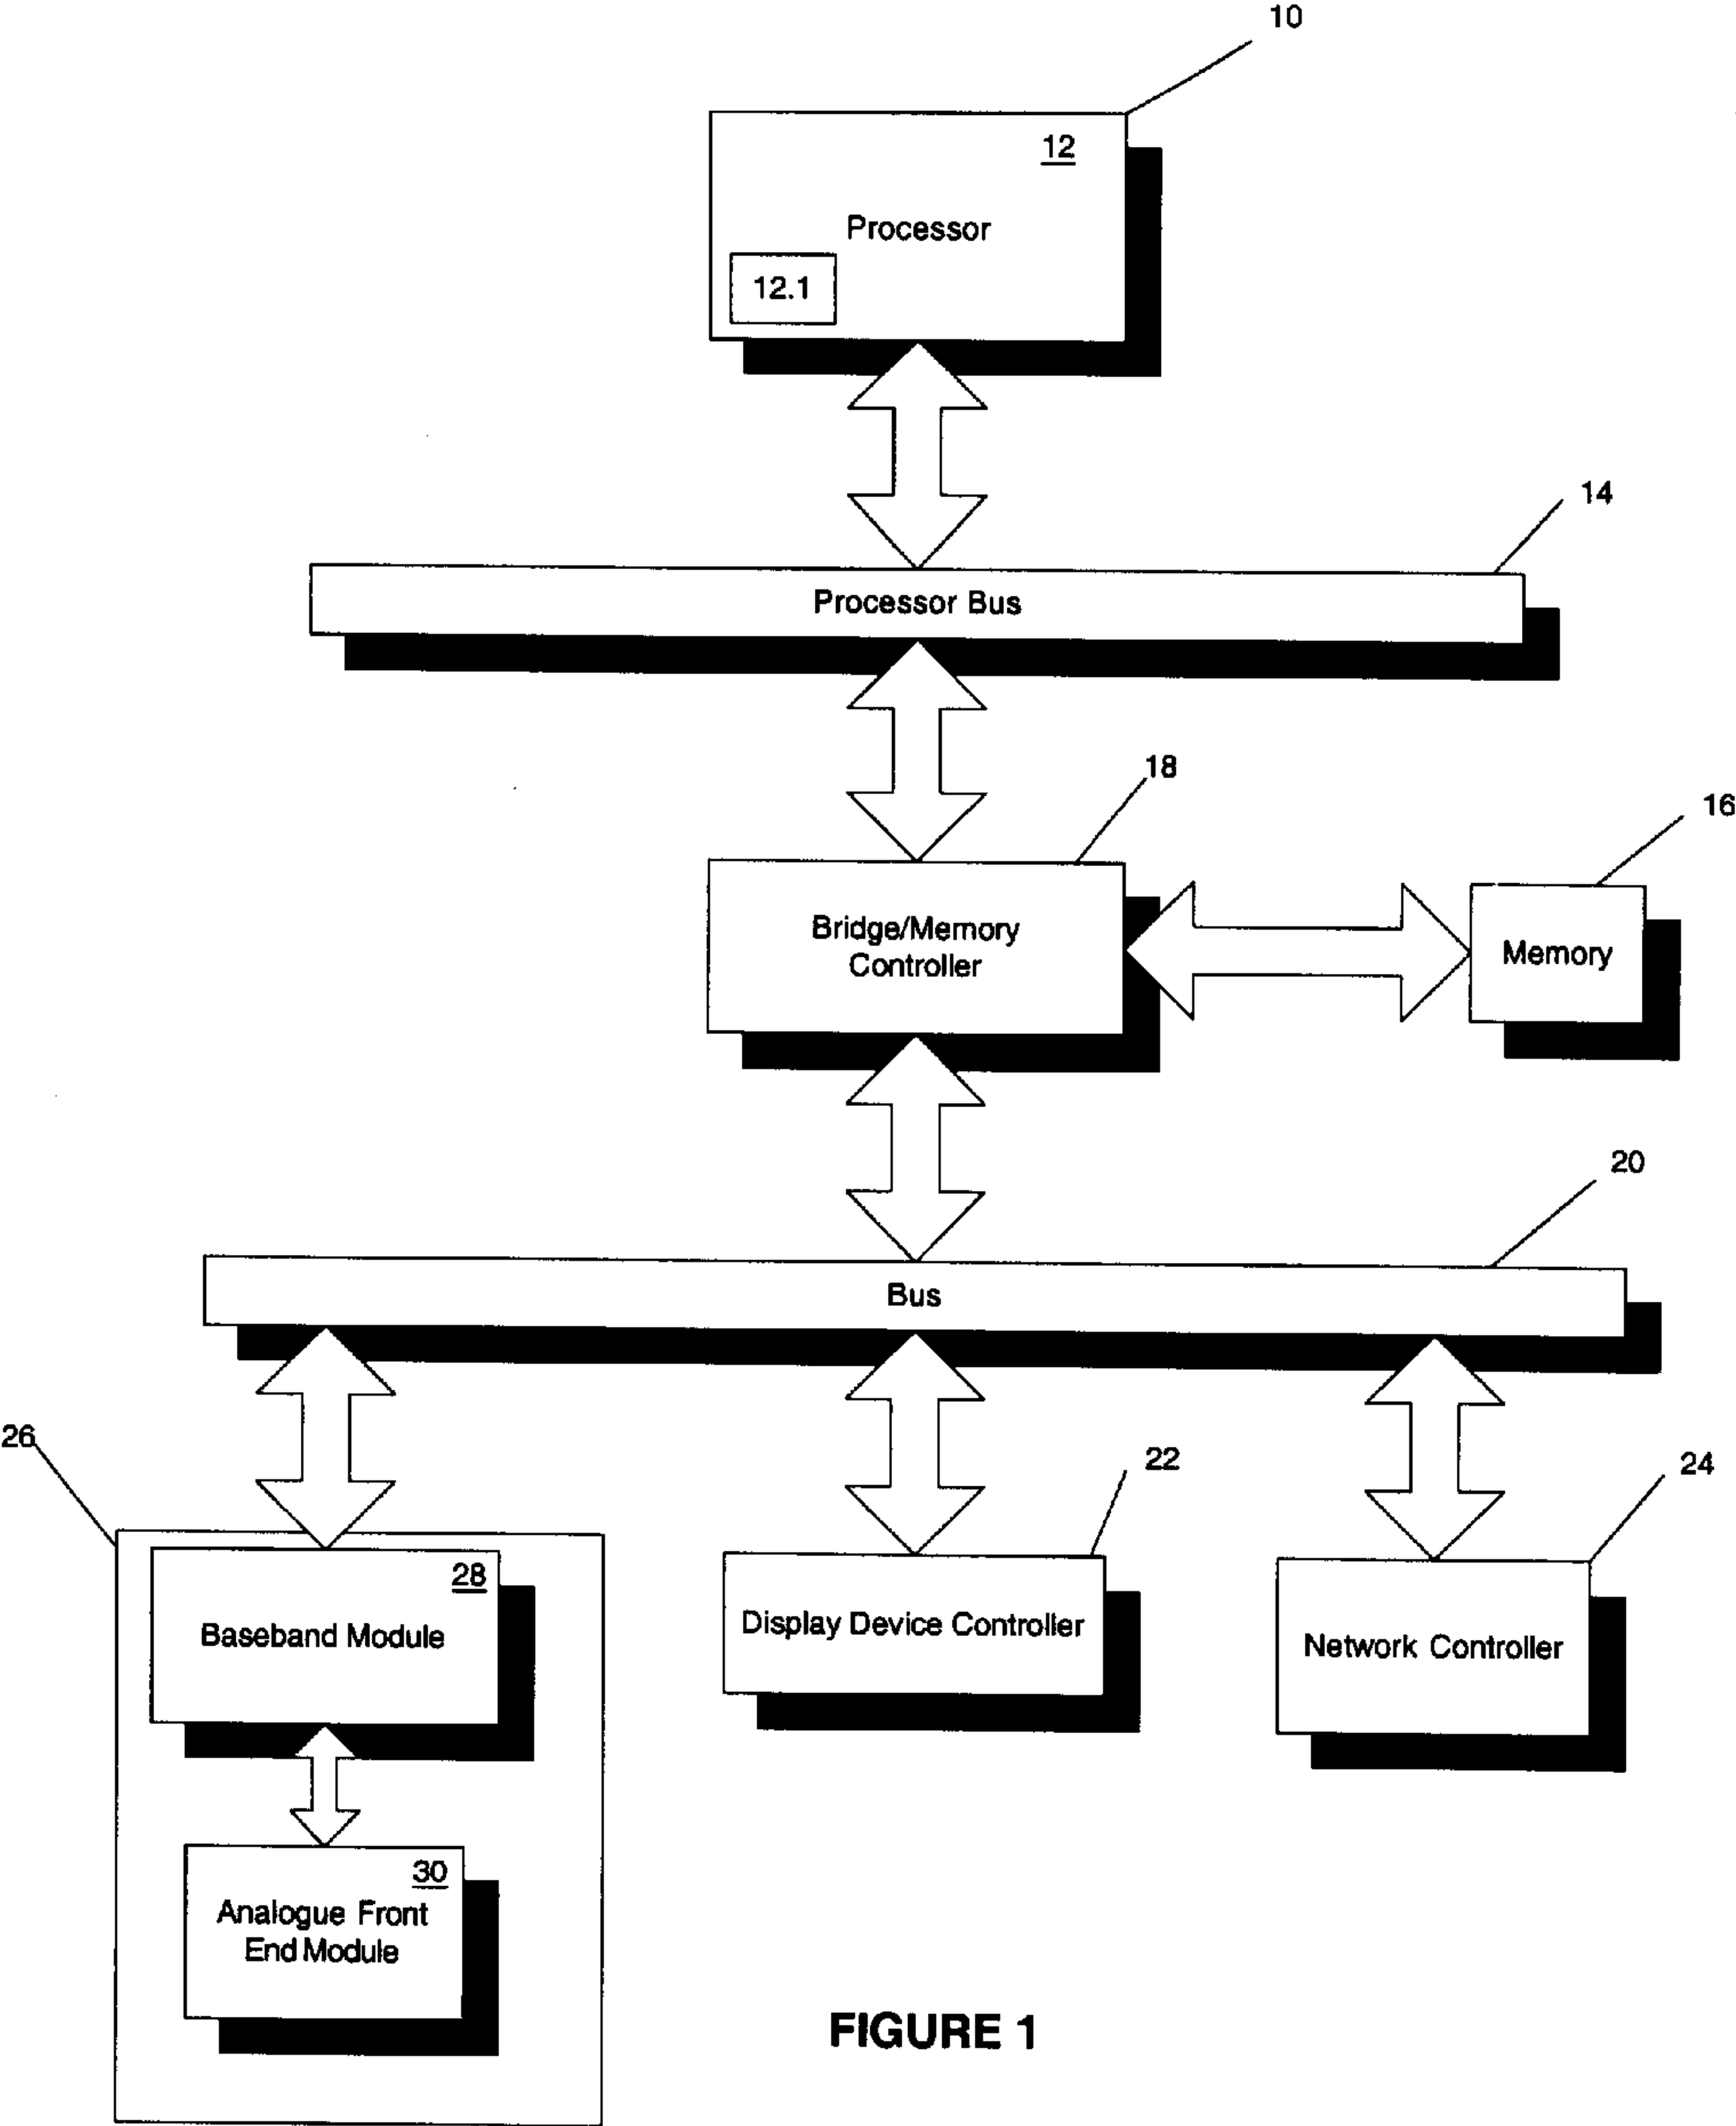 10
12
Processor
12.1
14
Processor Bus
18
16
Bridge/Memory
Controller
Memory
20
Bus
26
22
24
28
Baseband Module
Display Device Controller
Network Controller
30
Analogue Front
End Module
FIGURE 1